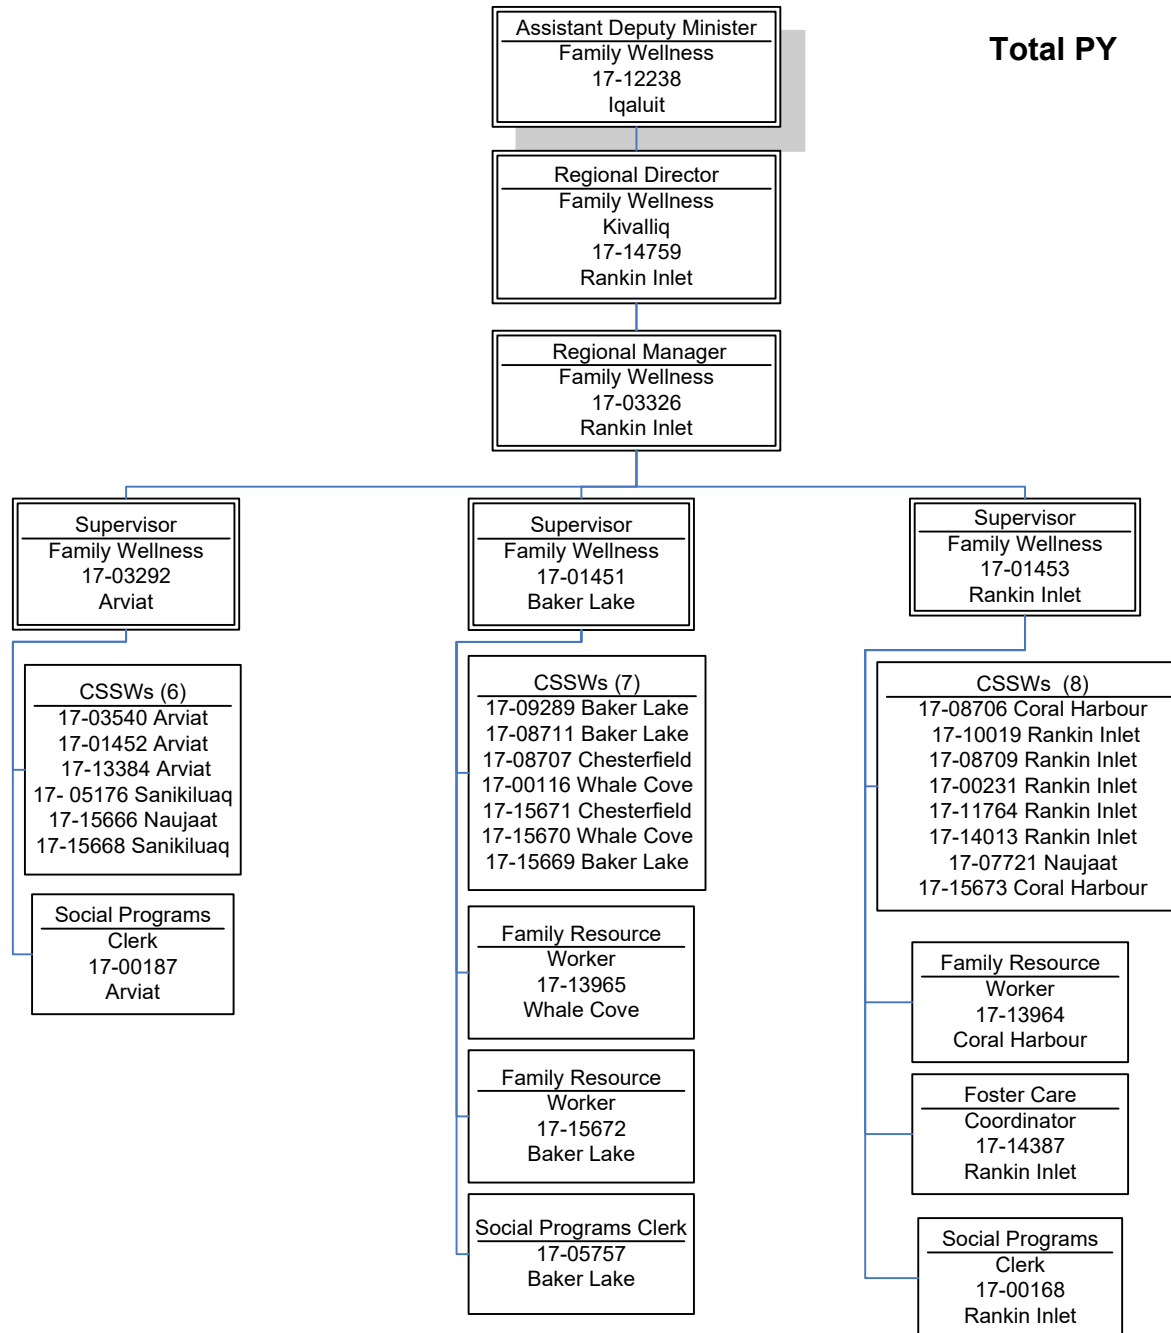 Total PY
Assistant Deputy Minister
Family Wellness
17-12238
Iqaluit
Regional Director
Family Wellness
Kivalliq
17-14759
Rankin Inlet
Regional Manager
Family Wellness
17-03326
Rankin Inlet
Supervisor
Family Wellness
17-03292
Arviat
CSSWs (6)
17-03540 Arviat
17-01452 Arviat
17-13384 Arviat
17- 05176 Sanikiluaq
17-15666 Naujaat
17-15668 Sanikiluaq
Social Programs
Clerk
17-00187
Arviat
Supervisor
Family Wellness
17-01451
Baker Lake
CSSWs (7)
17-09289 Baker Lake
17-08711 Baker Lake
17-08707 Chesterfield
17-00116 Whale Cove
17-15671 Chesterfield
17-15670 Whale Cove
17-15669 Baker Lake
Family Resource
Worker
17-13965
Whale Cove
Family Resource
Worker
17-15672
Baker Lake
Social Programs Clerk
17-05757
Baker Lake
Supervisor
Family Wellness
17-01453
Rankin Inlet
CSSWs (8)
17-08706 Coral Harbour
17-10019 Rankin Inlet
17-08709 Rankin Inlet
17-00231 Rankin Inlet
17-11764 Rankin Inlet
17-14013 Rankin Inlet
17-07721 Naujaat
17-15673 Coral Harbour
Family Resource
Worker
17-13964
Coral Harbour
Foster Care
Coordinator
17-14387
Rankin Inlet
Social Programs
Clerk
17-00168
Rankin Inlet